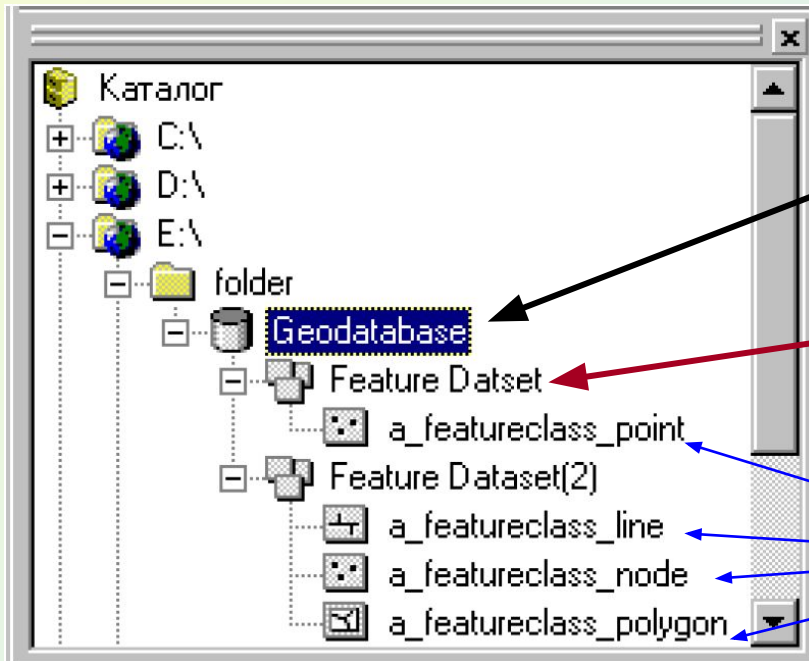 Каталог
C:\
D:\
E:\
folder
Geodatabase
Feature Datset
a_featureclass_point
Feature Dataset(2)
a_featureclass_line
a_featureclass_node
a_featureclass_polygon